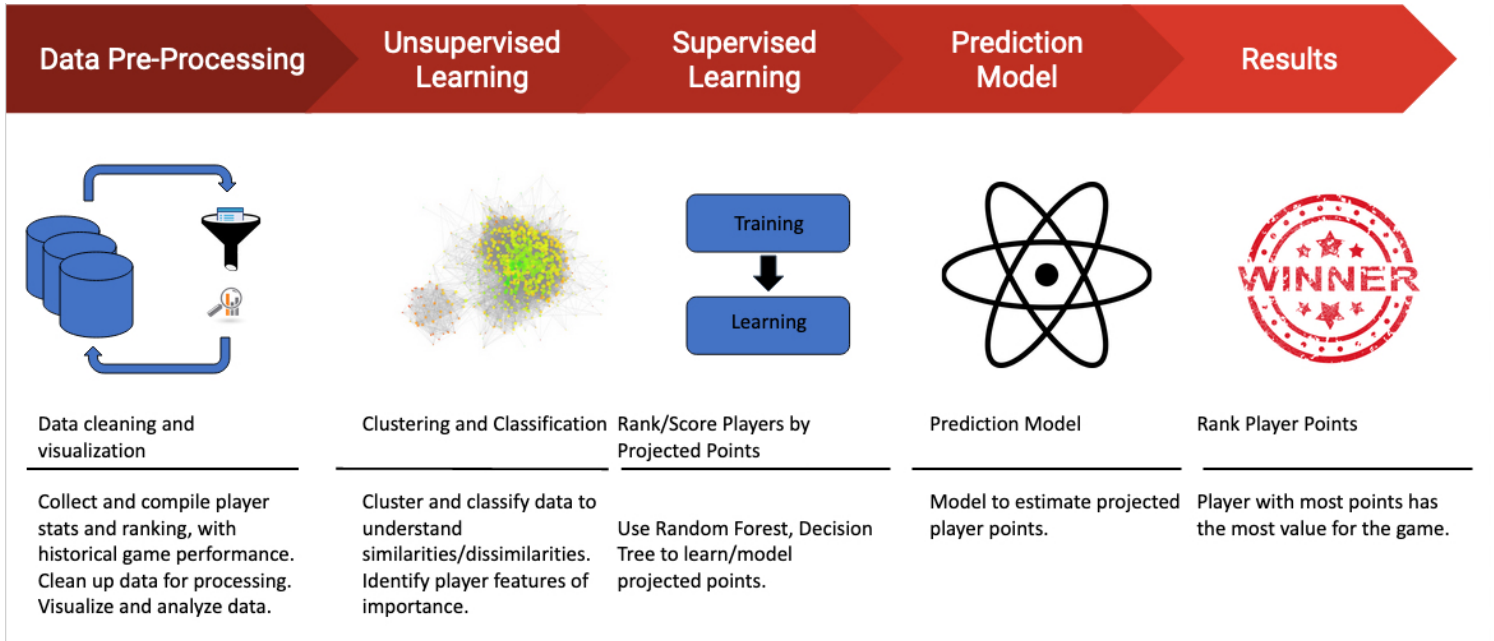 Data Pre-Processing
Unsupervised
Learning
Supervised
Learning
Prediction
Model
Results
Training
Learning
WINNER
Data cleaning and
visualization
Clustering and Classification
Rank/Score Players by
Projected Points
Prediction Model
Rank Player Points
Collect and compile player
stats and ranking, with
historical game performance.
Clean up data for processing.
Visualize and analyze data.
Cluster and classify data to
understand
similarities/dissimilarities.
Identify player features of
importance.
Use Random Forest, Decision
Tree to learn/model
projected points.
Model to estimate projected
player points.
Player with most points has
the most value for the game.